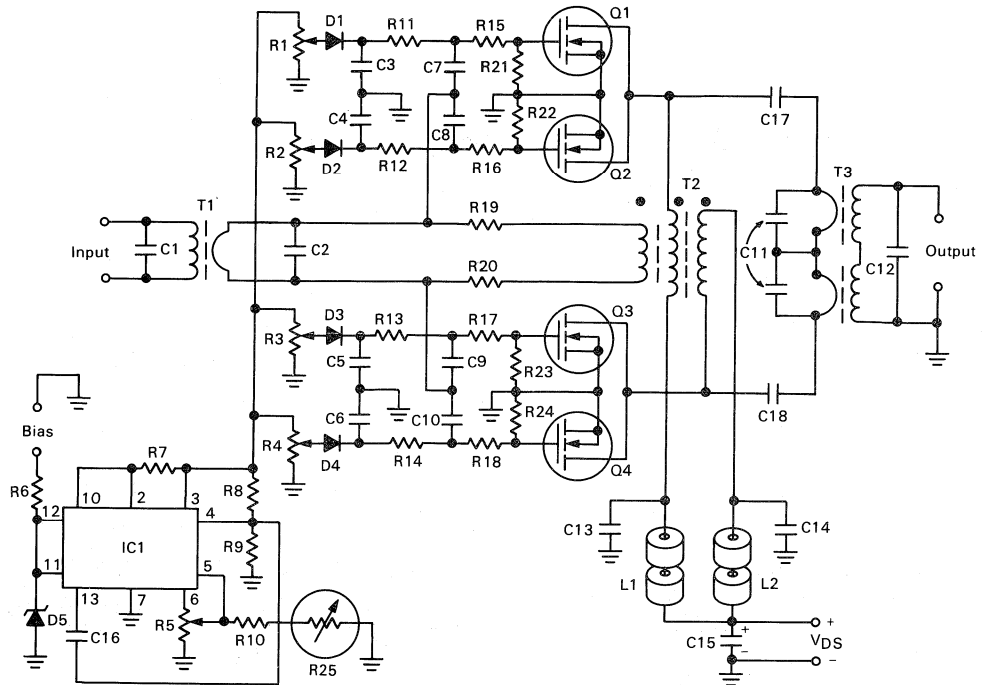 D1
R11
R15
Q1
R1
C3
C7
R21
C4
C8
R22
C17
R2
D2
R12
R16
Q2
T1
R19
T2
T3
Input
C1
C2
C11
C12
Output
R20
D3
R13
R17
Q3
R3
C5
C9
R23
C6
C10
R24
C18
Bias
R4
D4
R14
R18
Q4
R7
R6
R8
10
2
3
12
4
C13
C14
IC1
R9
11
5
L1
L2
13
7
6
D5
C16
R5
R10
C15
+
−
+
VDS
−
R25